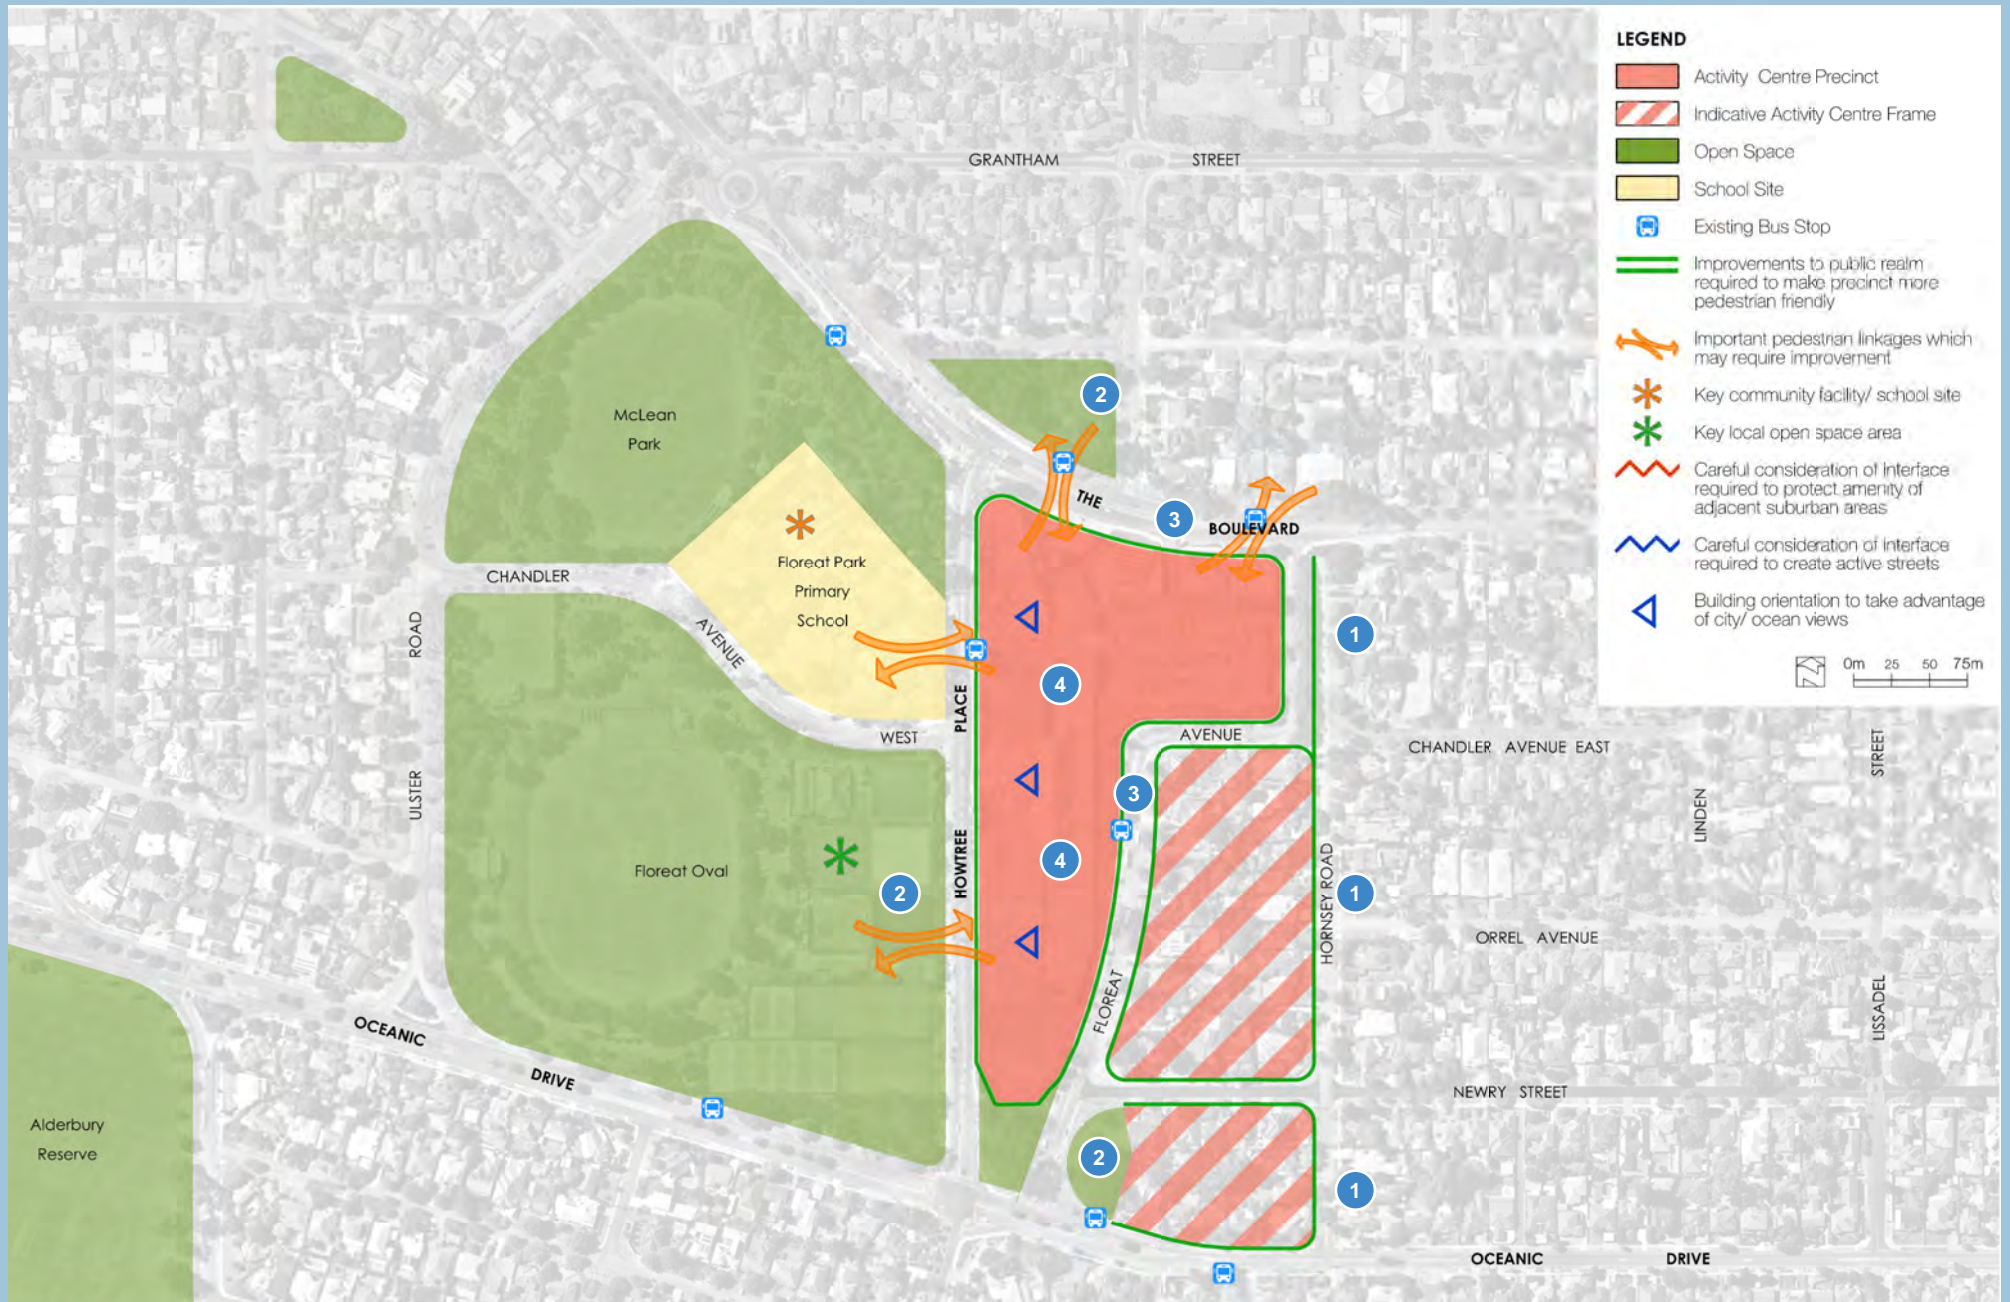 LEGEND
Activity Centre Precinct
Indicative Activity Centre Frame
Open Space
School Site
Existing Bus Stop
Improvements to public realm
required to make precinct more
pedestrian friendly
Important pedestrian linkages which
may require improvement
Key community facility/ school site
Key local open space area
Careful consideration of interface
required to protect amenity of
adjacent suburban areas
Careful consideration of interface
required to create active streets
Building orientation to take advantage
of city/ ocean views
0m 25 50 75m
GRANTHAM STREET
McLean
Park
2
THE
3
BOULEVARD
Floreat Park
Primary
School
CHANDLER
AVENUE
WEST
ROAD
ULSTER
1
4
PLACE
HOWTREE
AVENUE
CHANDLER AVENUE EAST
STREET
LINDEN
3
4
Floreat Oval
2
HORNSEY ROAD
1
ORREL AVENUE
FLOREAT
LISSADEL
OCEANIC
DRIVE
NEWRY STREET
Alderbury
Reserve
2
1
OCEANIC DRIVE